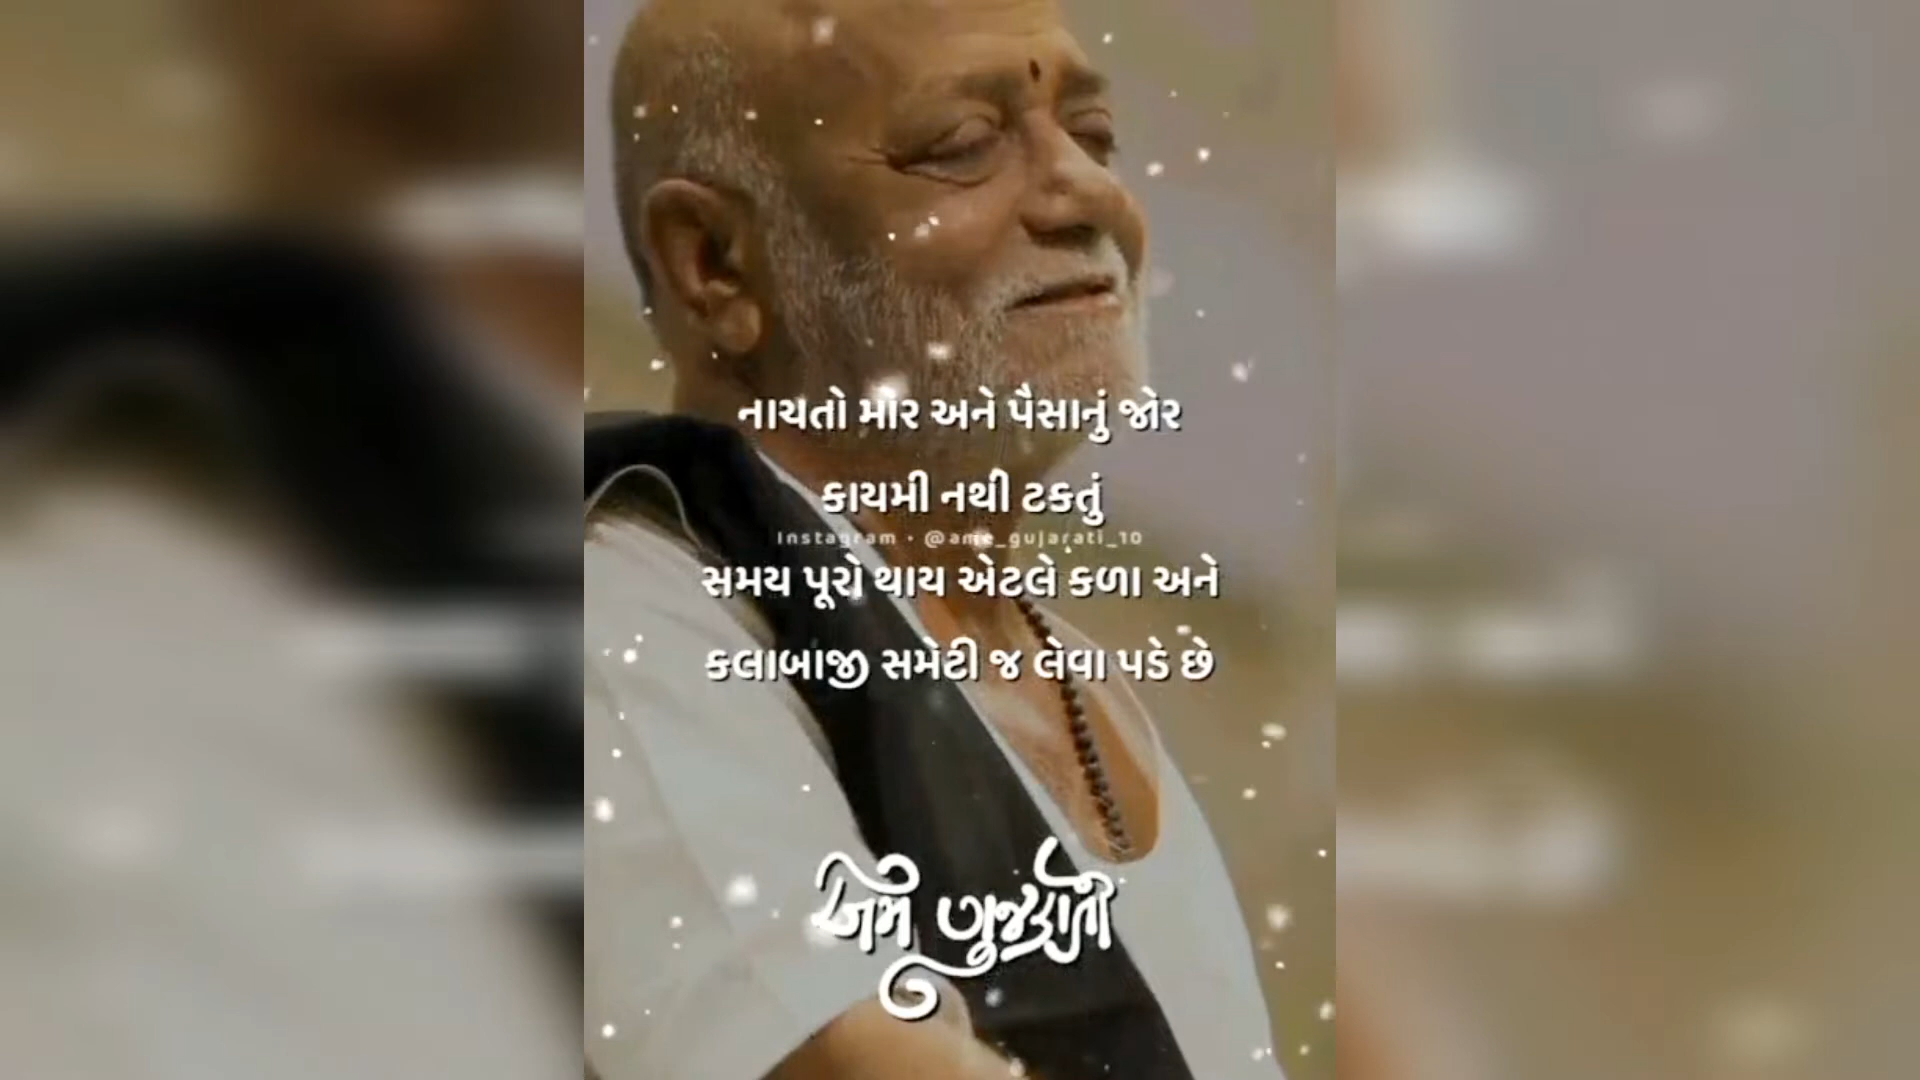 નાચતો મોર અને પૈસાનું જોર
કાયમી નથી ટકતું
Instagram • @ame_gujarati_10
સમય પૂરો થાય એટલે કળા અને
કલાબાજી સમેટી જ લેવા પડે છે
અમે ગુજરાતી